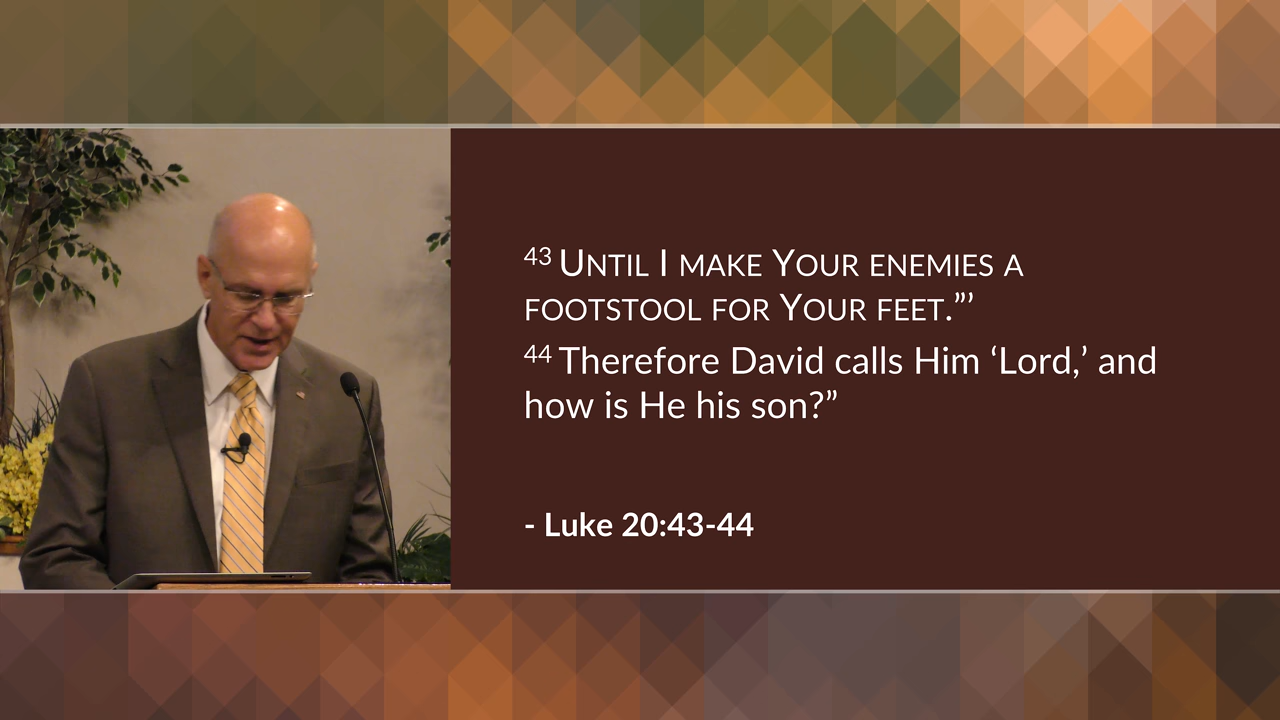 43 UNTIL I MAKE YOUR ENEMIES A
FOOTSTOOL FOR YOUR FEET.”’
44 Therefore David calls Him ‘Lord,’ and
how is He his son?”
- Luke 20:43-44